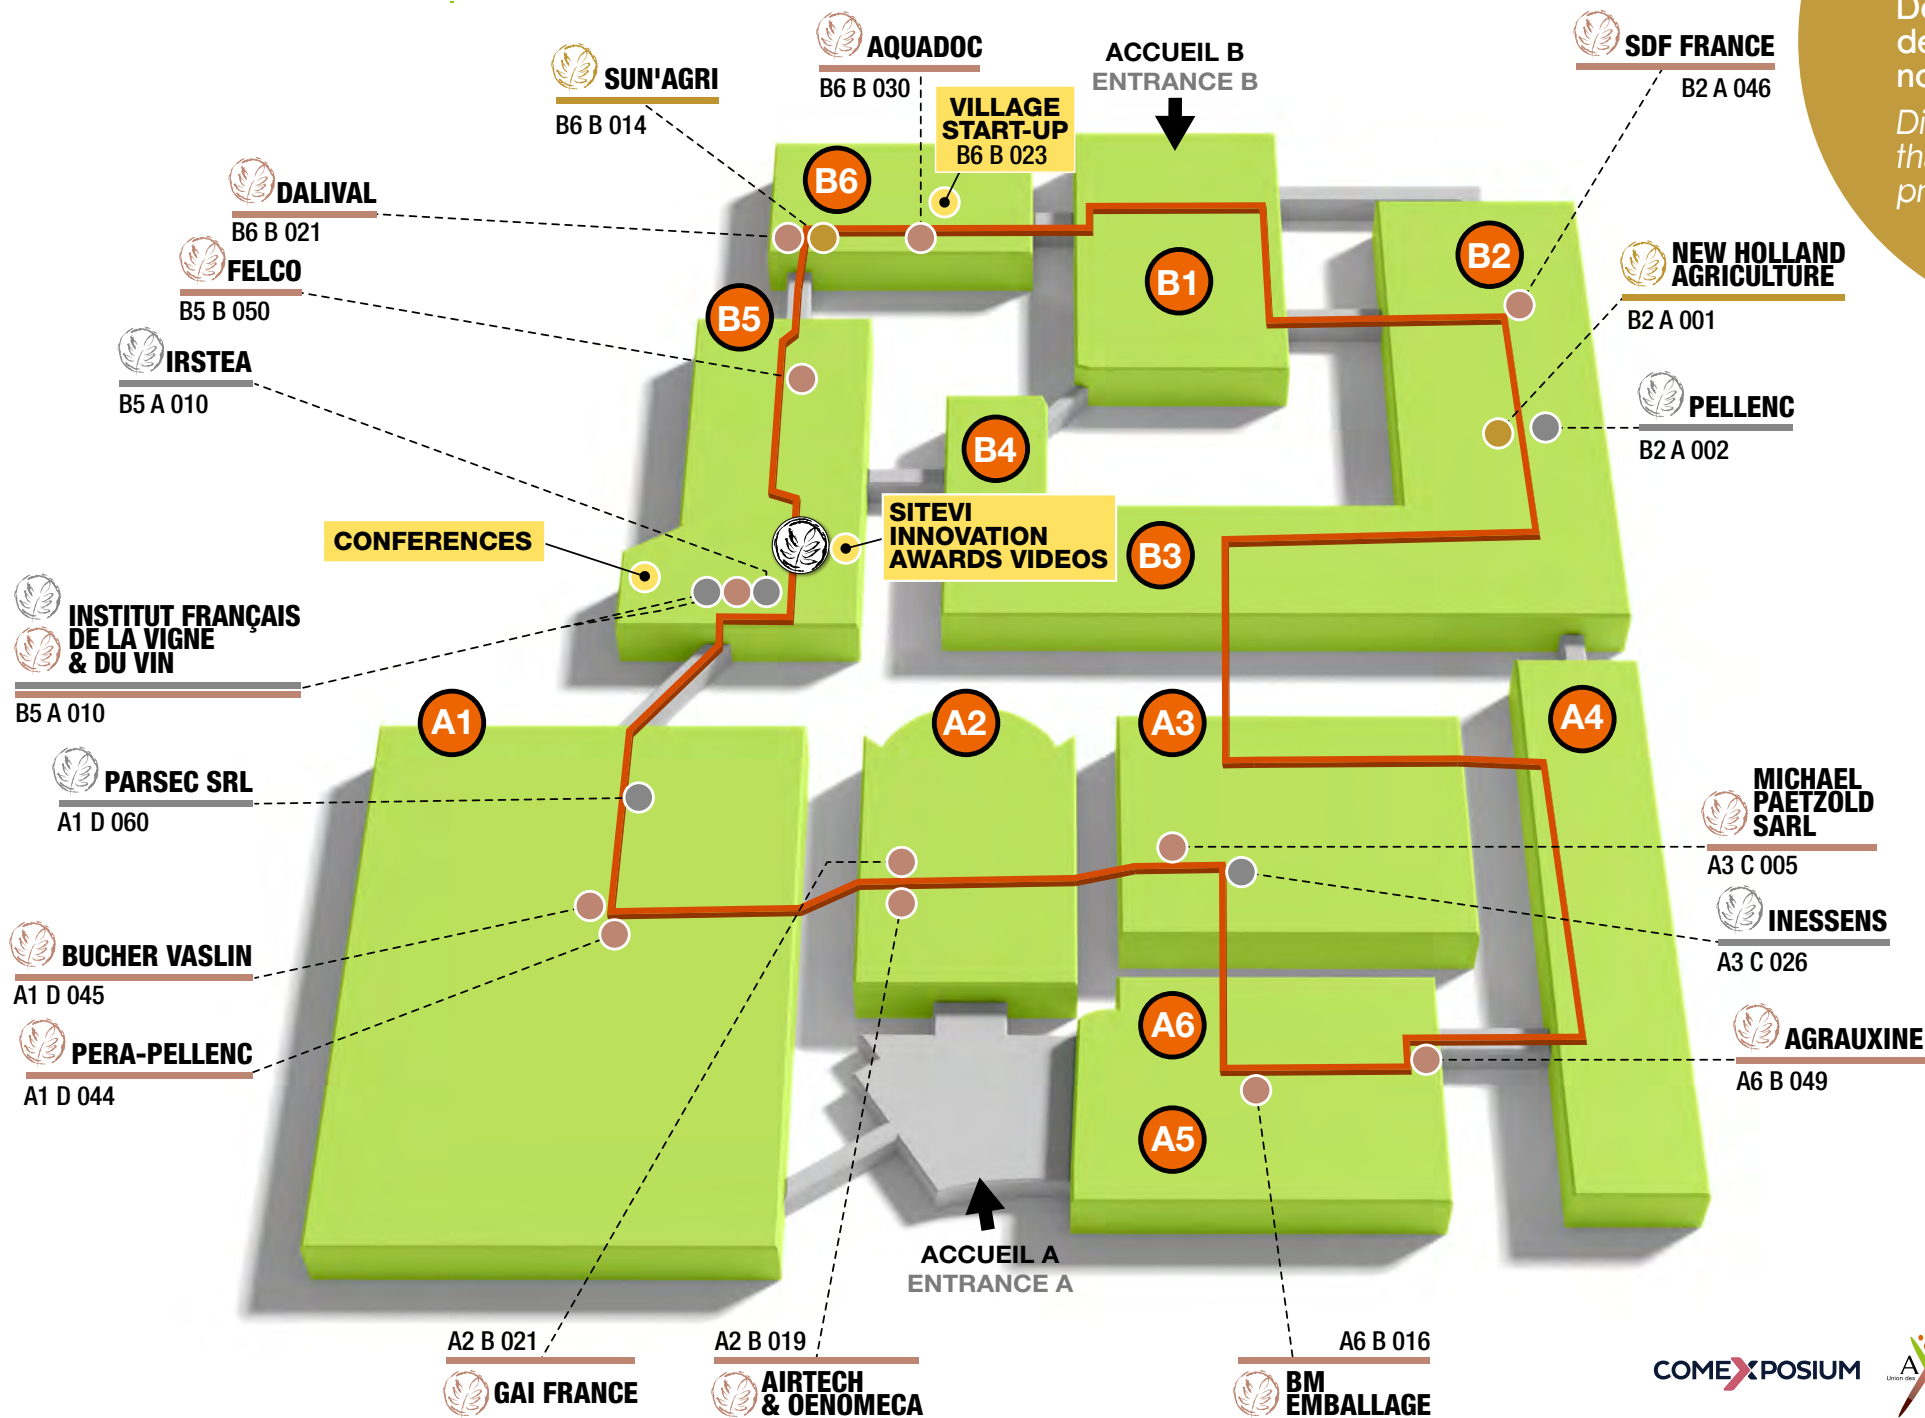 AQUADOC
B6 B 030
ACCUEIL B
ENTRANCE B
SDF FRANCE
B2 A 046
SUN'AGRI
B6 B 014
VILLAGE
START-UP
B6 B 023
DALIVAL
B6 B 021
B6
B1
B2
NEW HOLLAND
AGRICULTURE
B2 A 001
FELCO
B5 B 050
B5
IRSTEA
B5 A 010
PELLENC
B2 A 002
B4
CONFERENCES
SITEVI
INNOVATION
AWARDS VIDEOS
B3
INSTITUT FRANÇAIS
DE LA VIGNE
& DU VIN
B5 A 010
A1
A2
A3
A4
PARSEC SRL
A1 D 060
MICHAEL
PAETZOLD
SARL
A3 C 005
INESSENS
A3 C 026
BUCHER VASLIN
A1 D 045
PERA-PELLENC
A1 D 044
A6
AGRAUXINE
A6 B 049
A5
ACCUEIL A
ENTRANCE A
A2 B 021
GAI FRANCE
A2 B 019
AIRTECH
& OENOMECA
A6 B 016
BM
EMBALLAGE
COMEXPOSIUM
Union des